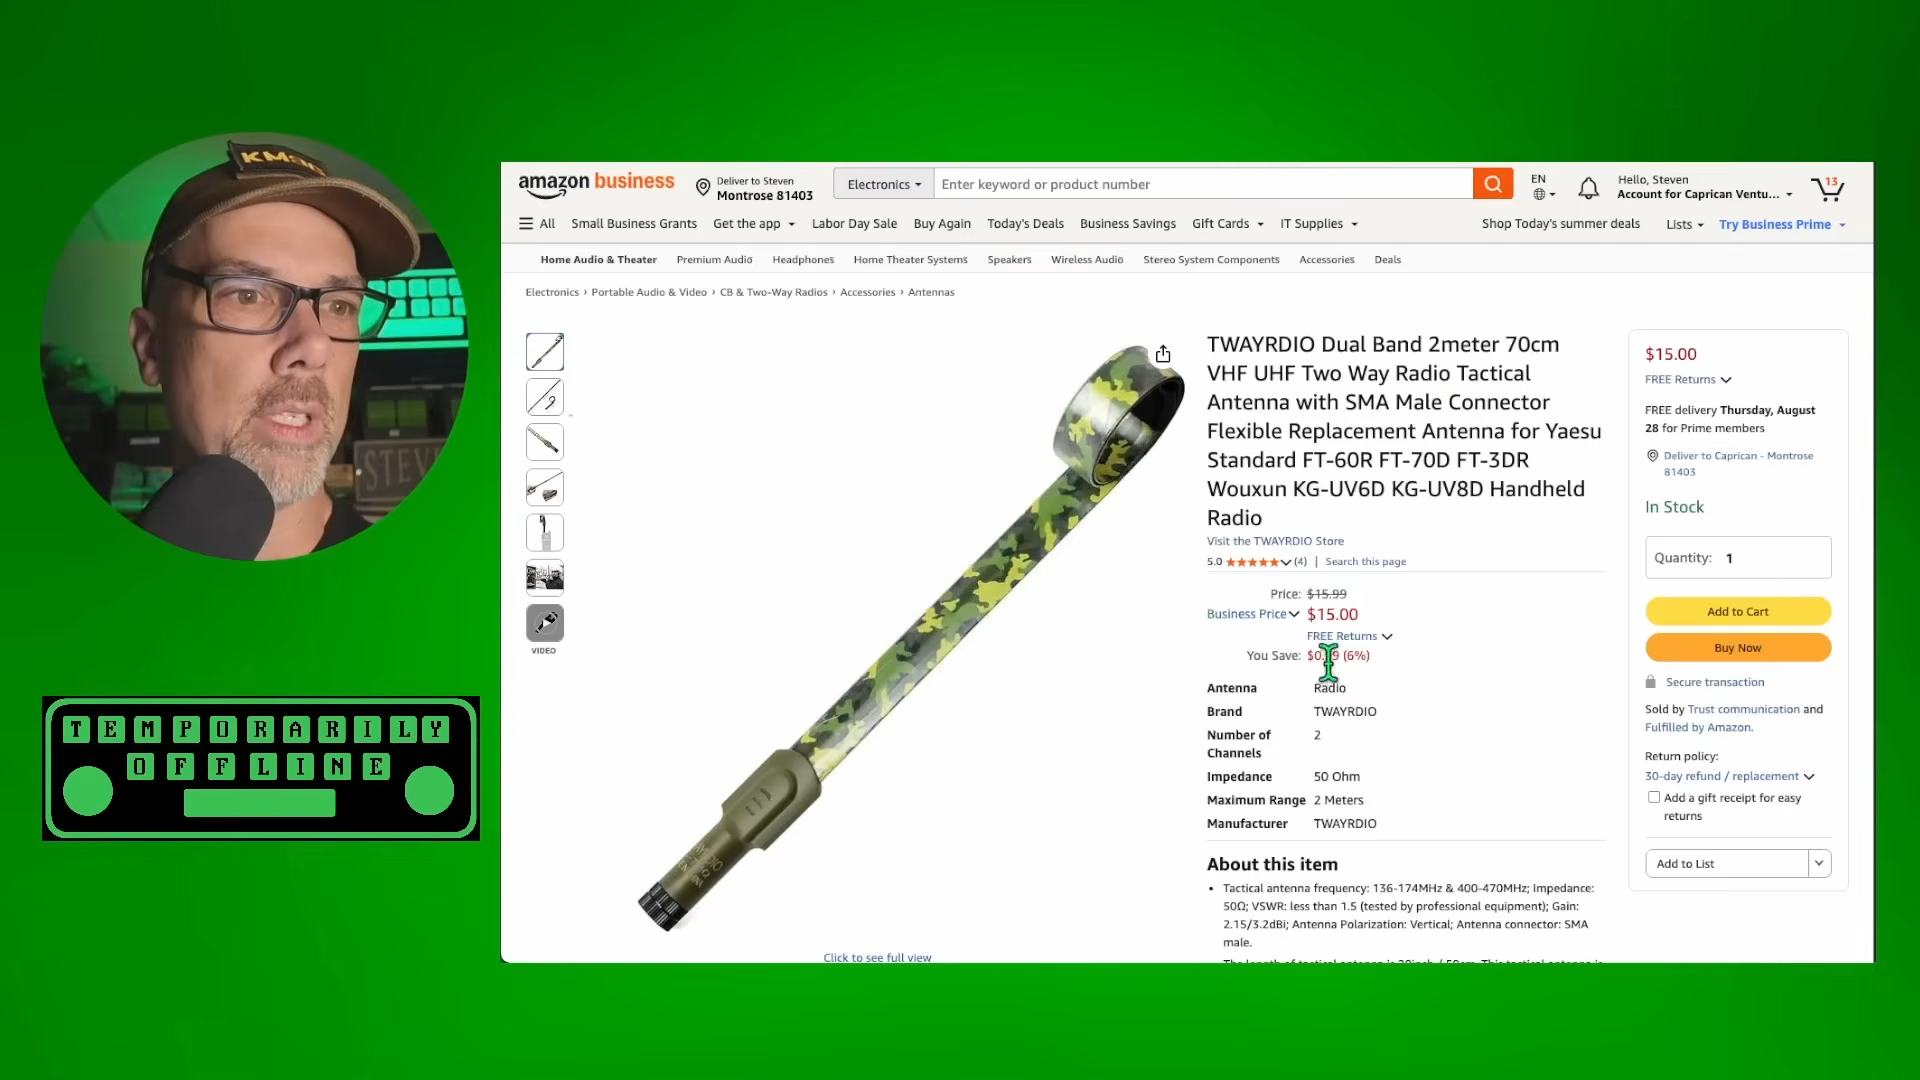 STEV
TEMPORARILY
OFFLINE
amazon business
Deliver to Steven
Montrose 81403
Electronics
Enter keyword or product number
EN
Hello, Steven
Account for Caprican Ventu...
13
All
Small Business Grants
Get the app
Labor Day Sale
Buy Again
Today's Deals
Business Savings
Gift Cards
IT Supplies
Shop Today's summer deals
Lists
Try Business Prime
Home Audio & Theater
Premium Audio
Headphones
Home Theater Systems
Speakers
Wireless Audio
Stereo System Components
Accessories
Deals
Electronics › Portable Audio & Video › CB & Two-Way Radios › Accessories › Antennas
VIDEO
Click to see full view
TWAYRDIO Dual Band 2meter 70cm
VHF UHF Two Way Radio Tactical
Antenna with SMA Male Connector
Flexible Replacement Antenna for Yaesu
Standard FT-60R FT-70D FT-3DR
Wouxun KG-UV6D KG-UV8D Handheld
Radio
Visit the TWAYRDIO Store
5.0 (4) | Search this page
Price: $15.99
Business Price $15.00
FREE Returns
You Save: (6%)
Antenna Radio
Brand TWAYRDIO
Number of Channels 2
Impedance 50 Ohm
Maximum Range 2 Meters
Manufacturer TWAYRDIO
About this item
• Tactical antenna frequency: 136-174MHz & 400-470MHz; Impedance:
50Ω; VSWR: less than 1.5 (tested by professional equipment); Gain:
2.15/3.2dBi; Antenna Polarization: Vertical; Antenna connector: SMA
male.
$15.00
FREE Returns
FREE delivery Thursday, August
28 for Prime members
Deliver to Caprican - Montrose
81403
In Stock
Quantity: 1
Add to Cart
Buy Now
Secure transaction
Sold by Trust communication and
Fulfilled by Amazon.
Return policy:
30-day refund / replacement
Add a gift receipt for easy
returns
Add to List